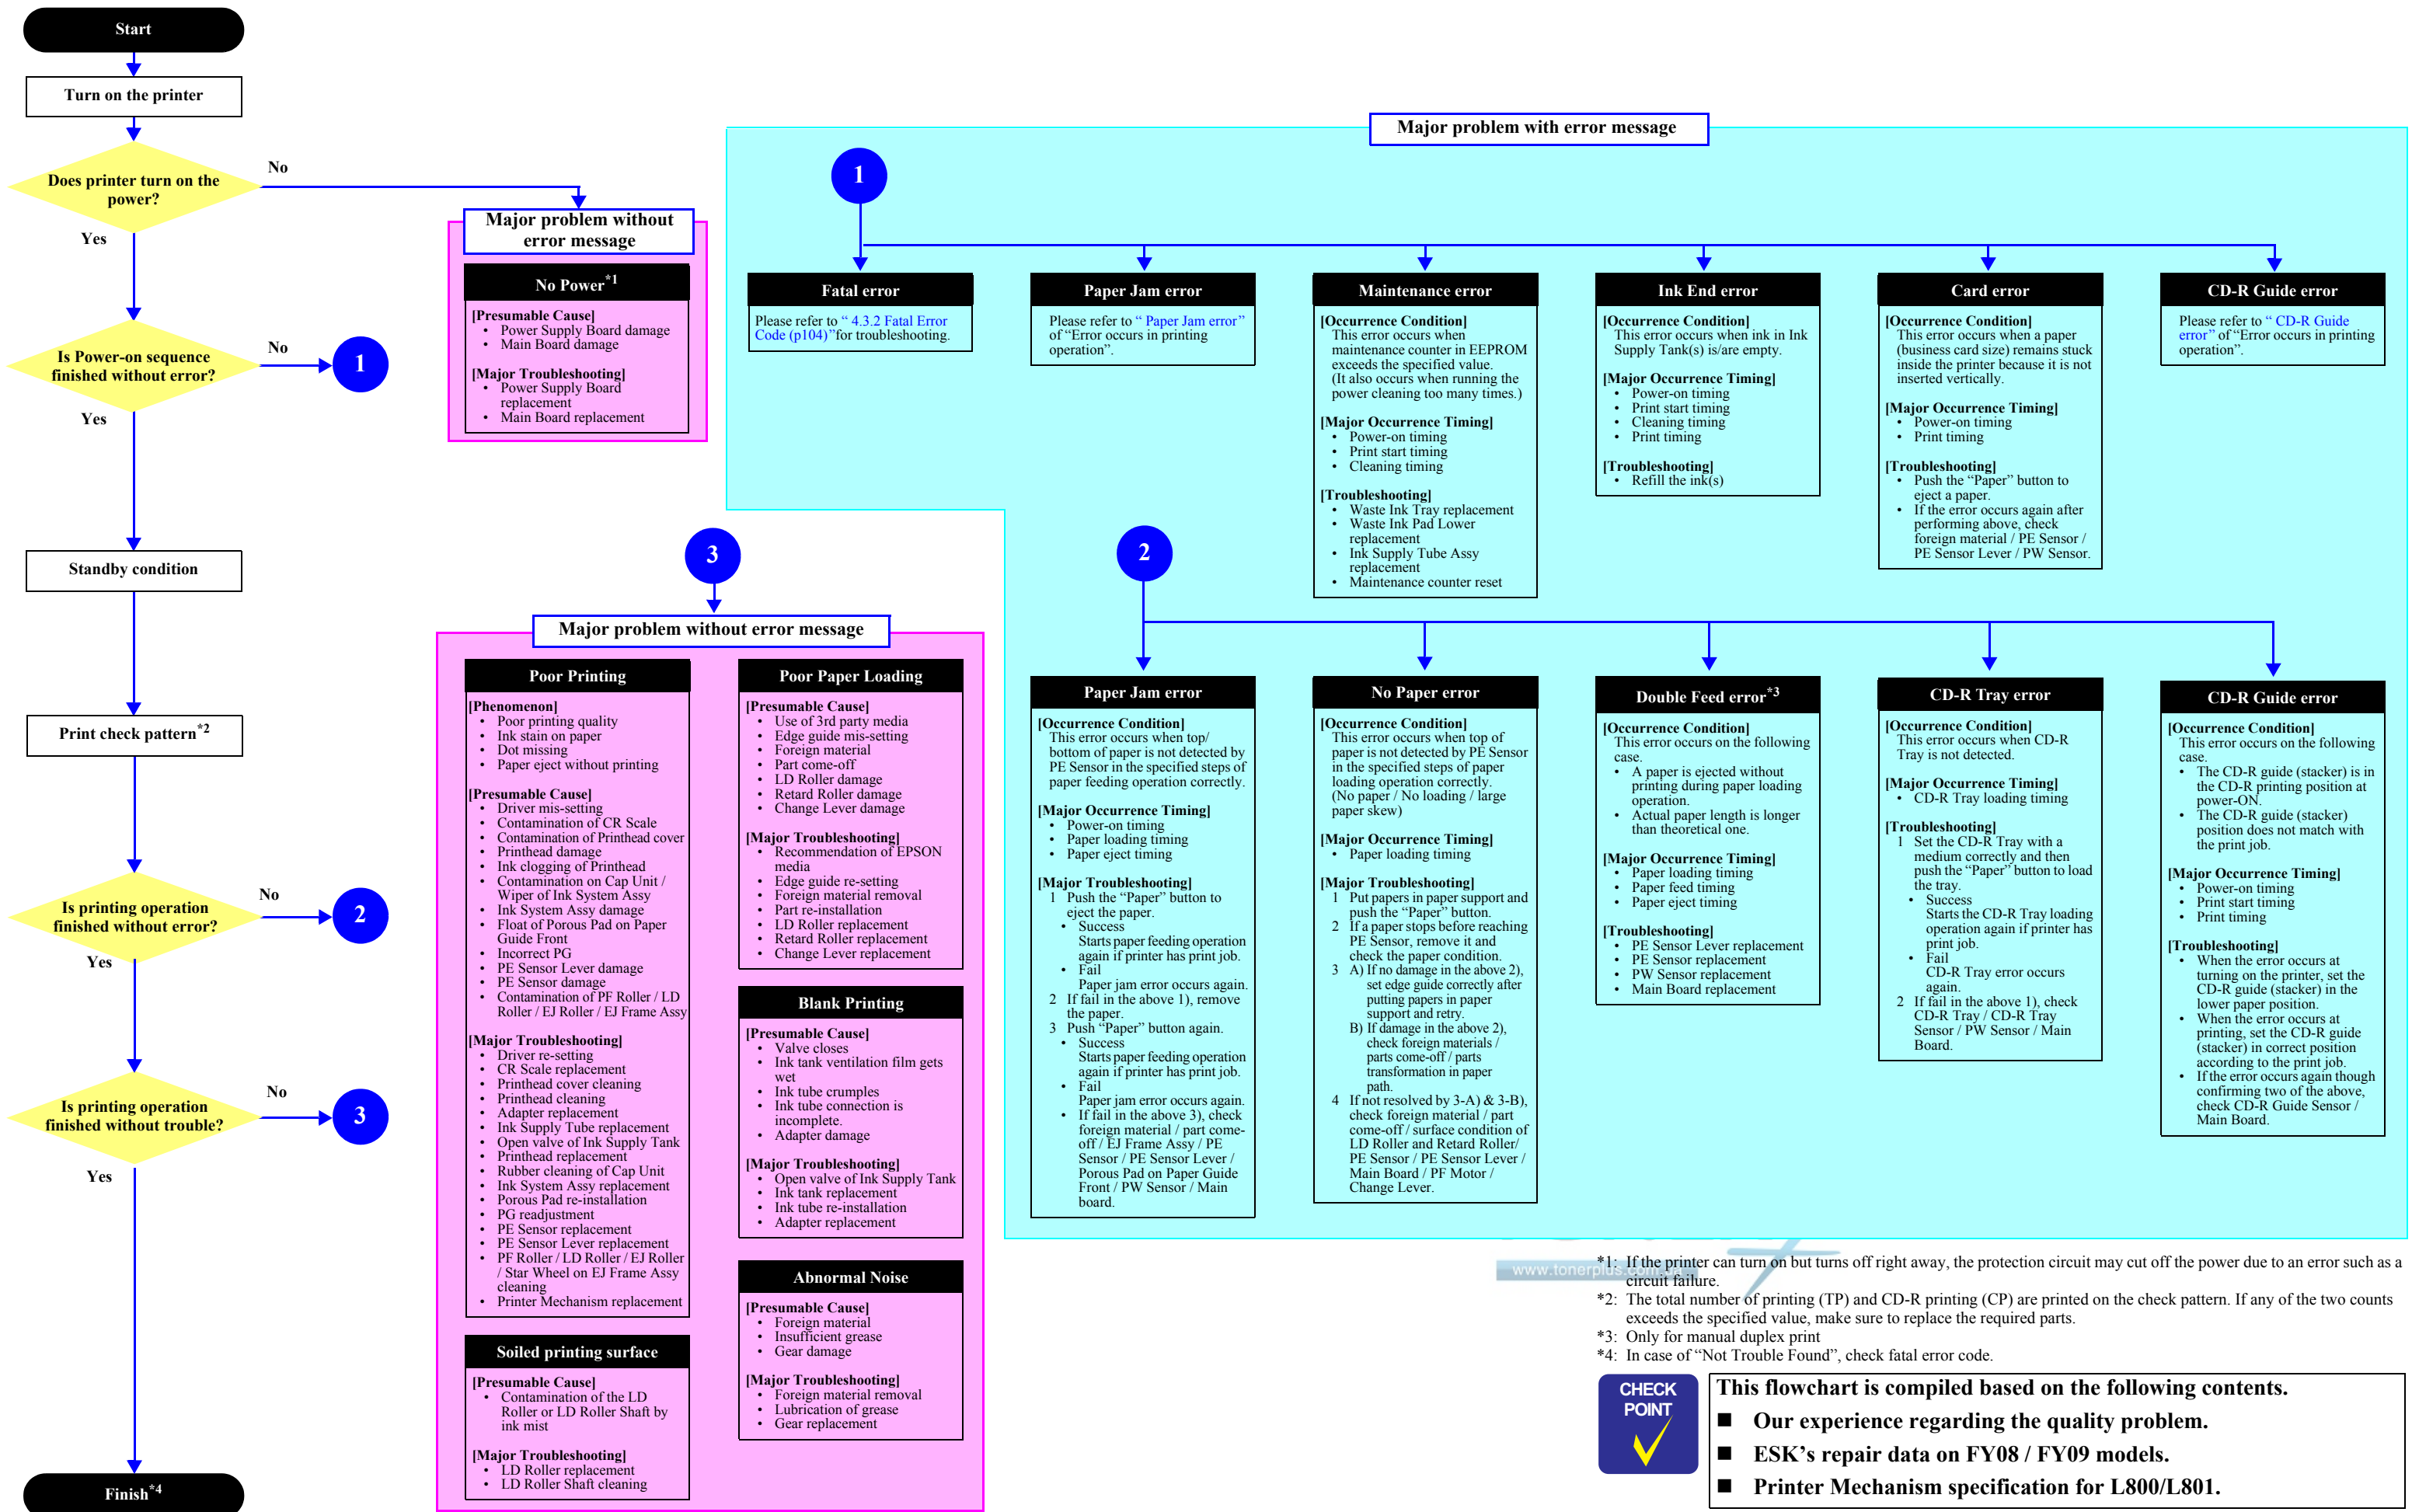 Start
Turn on the printer
Does printer turn on the
power?
No
Yes
Is Power-on sequence
finished without error?
No
1
Yes
Standby condition
Print check pattern*2
Is printing operation
finished without error?
No
2
Yes
Is printing operation
finished without trouble?
No
3
Yes
Finish*4
Major problem without
error message
No Power*1
[Presumable Cause]
• Power Supply Board damage
• Main Board damage
[Major Troubleshooting]
• Power Supply Board
replacement
• Main Board replacement
Major problem with error message
1
Fatal error
Please refer to “ 4.3.2 Fatal Error
Code (p104)”for troubleshooting.
Paper Jam error
Please refer to “ Paper Jam error”
of “Error occurs in printing
operation”.
Maintenance error
[Occurrence Condition]
This error occurs when
maintenance counter in EEPROM
exceeds the specified value.
(It also occurs when running the
power cleaning too many times.)
[Major Occurrence Timing]
• Power-on timing
• Print start timing
• Cleaning timing
[Troubleshooting]
• Waste Ink Tray replacement
• Waste Ink Pad Lower
replacement
• Ink Supply Tube Assy
replacement
• Maintenance counter reset
Ink End error
[Occurrence Condition]
This error occurs when ink in Ink
Supply Tank(s) is/are empty.
[Major Occurrence Timing]
• Power-on timing
• Print start timing
• Cleaning timing
• Print timing
[Troubleshooting]
• Refill the ink(s)
Card error
[Occurrence Condition]
This error occurs when a paper
(business card size) remains stuck
inside the printer because it is not
inserted vertically.
[Major Occurrence Timing]
• Power-on timing
• Print timing
[Troubleshooting]
• Push the “Paper” button to
eject a paper.
• If the error occurs again after
performing above, check
foreign material / PE Sensor /
PE Sensor Lever / PW Sensor.
CD-R Guide error
Please refer to “ CD-R Guide
error” of “Error occurs in printing
operation”.
2
Paper Jam error
[Occurrence Condition]
This error occurs when top/
bottom of paper is not detected by
PE Sensor in the specified steps of
paper feeding operation correctly.
[Major Occurrence Timing]
• Power-on timing
• Paper loading timing
• Paper eject timing
[Major Troubleshooting]
1 Push the “Paper” button to
eject the paper.
• Success
Starts paper feeding operation
again if printer has print job.
• Fail
Paper jam error occurs again.
2 If fail in the above 1), remove
the paper.
3 Push “Paper” button again.
• Success
Starts paper feeding operation
again if printer has print job.
• Fail
Paper jam error occurs again.
• If fail in the above 3), check
foreign material / part come-
off / EJ Frame Assy / PE
Sensor / PE Sensor Lever /
Porous Pad on Paper Guide
Front / PW Sensor / Main
board.
No Paper error
[Occurrence Condition]
This error occurs when top of
paper is not detected by PE Sensor
in the specified steps of paper
loading operation correctly.
(No paper / No loading / large
paper skew)
[Major Occurrence Timing]
• Paper loading timing
[Major Troubleshooting]
1 Put papers in paper support and
push the “Paper” button.
2 If a paper stops before reaching
PE Sensor, remove it and
check the paper condition.
3 A) If no damage in the above 2),
set edge guide correctly after
putting papers in paper
support and retry.
B) If damage in the above 2),
check foreign materials /
parts come-off / parts
transformation in paper
path.
4 If not resolved by 3-A) & 3-B),
check foreign material / part
come-off / surface condition of
LD Roller and Retard Roller/
PE Sensor / PE Sensor Lever /
Main Board / PF Motor /
Change Lever.
Double Feed error*3
[Occurrence Condition]
This error occurs on the following
case.
• A paper is ejected without
printing during paper loading
operation.
• Actual paper length is longer
than theoretical one.
[Major Occurrence Timing]
• Paper loading timing
• Paper feed timing
• Paper eject timing
[Troubleshooting]
• PE Sensor Lever replacement
• PE Sensor replacement
• PW Sensor replacement
• Main Board replacement
CD-R Tray error
[Occurrence Condition]
This error occurs when CD-R
Tray is not detected.
[Major Occurrence Timing]
• CD-R Tray loading timing
[Troubleshooting]
1 Set the CD-R Tray with a
medium correctly and then
push the “Paper” button to load
the tray.
• Success
Starts the CD-R Tray loading
operation again if printer has
print job.
• Fail
CD-R Tray error occurs
again.
2 If fail in the above 1), check
CD-R Tray / CD-R Tray
Sensor / PW Sensor / Main
Board.
CD-R Guide error
[Occurrence Condition]
This error occurs on the following
case.
• The CD-R guide (stacker) is in
the CD-R printing position at
power-ON.
• The CD-R guide (stacker)
position does not match with
the print job.
[Major Occurrence Timing]
• Power-on timing
• Print start timing
• Print timing
[Troubleshooting]
• When the error occurs at
turning on the printer, set the
CD-R guide (stacker) in the
lower paper position.
• When the error occurs at
printing, set the CD-R guide
(stacker) in correct position
according to the print job.
• If the error occurs again though
confirming two of the above,
check CD-R Guide Sensor /
Main Board.
3
Major problem without error message
Poor Printing
[Phenomenon]
• Poor printing quality
• Ink stain on paper
• Dot missing
• Paper eject without printing
[Presumable Cause]
• Driver mis-setting
• Contamination of CR Scale
• Contamination of Printhead cover
• Printhead damage
• Ink clogging of Printhead
• Contamination on Cap Unit /
Wiper of Ink System Assy
• Ink System Assy damage
• Float of Porous Pad on Paper
Guide Front
• Incorrect PG
• PE Sensor Lever damage
• PE Sensor damage
• Contamination of PF Roller / LD
Roller / EJ Roller / EJ Frame Assy
[Major Troubleshooting]
• Driver re-setting
• CR Scale replacement
• Printhead cover cleaning
• Printhead cleaning
• Adapter replacement
• Ink Supply Tube replacement
• Open valve of Ink Supply Tank
• Printhead replacement
• Rubber cleaning of Cap Unit
• Ink System Assy replacement
• Porous Pad re-installation
• PG readjustment
• PE Sensor replacement
• PE Sensor Lever replacement
• PF Roller / LD Roller / EJ Roller
/ Star Wheel on EJ Frame Assy
cleaning
• Printer Mechanism replacement
Soiled printing surface
[Presumable Cause]
• Contamination of the LD
Roller or LD Roller Shaft by
ink mist
[Major Troubleshooting]
• LD Roller replacement
• LD Roller Shaft cleaning
Poor Paper Loading
[Presumable Cause]
• Use of 3rd party media
• Edge guide mis-setting
• Foreign material
• Part come-off
• LD Roller damage
• Retard Roller damage
• Change Lever damage
[Major Troubleshooting]
• Recommendation of EPSON
media
• Edge guide re-setting
• Foreign material removal
• Part re-installation
• LD Roller replacement
• Retard Roller replacement
• Change Lever replacement
Blank Printing
[Presumable Cause]
• Valve closes
• Ink tank ventilation film gets
wet
• Ink tube crumples
• Ink tube connection is
incomplete.
• Adapter damage
[Major Troubleshooting]
• Open valve of Ink Supply Tank
• Ink tank replacement
• Ink tube re-installation
• Adapter replacement
Abnormal Noise
[Presumable Cause]
• Foreign material
• Insufficient grease
• Gear damage
[Major Troubleshooting]
• Foreign material removal
• Lubrication of grease
• Gear replacement
*1: If the printer can turn on but turns off right away, the protection circuit may cut off the power due to an error such as a
circuit failure.
*2: The total number of printing (TP) and CD-R printing (CP) are printed on the check pattern. If any of the two counts
exceeds the specified value, make sure to replace the required parts.
*3: Only for manual duplex print
*4: In case of “Not Trouble Found”, check fatal error code.
CHECK
POINT
This flowchart is compiled based on the following contents.
■ Our experience regarding the quality problem.
■ ESK’s repair data on FY08 / FY09 models.
■ Printer Mechanism specification for L800/L801.